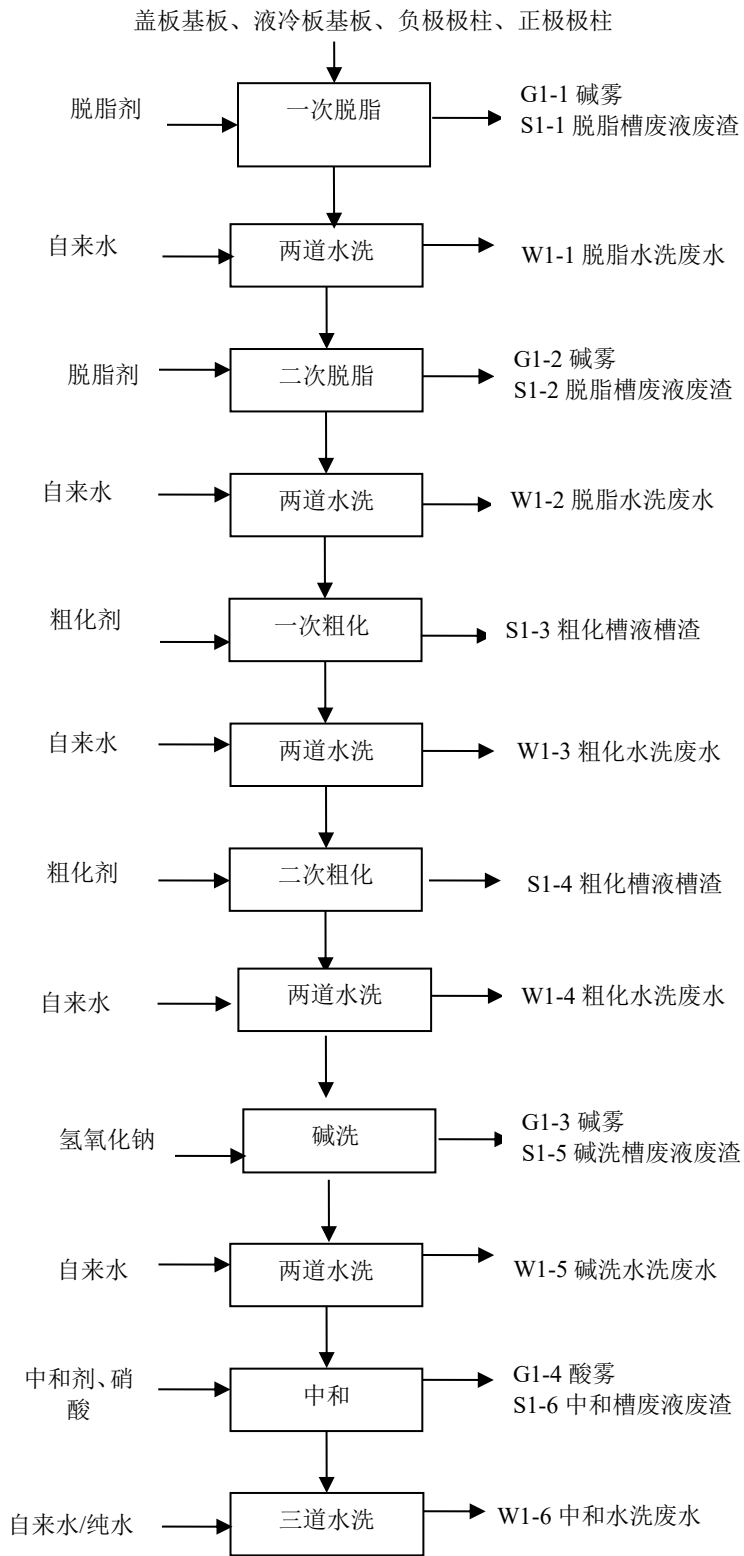 盖板基板、液冷板基板、负极极柱、正极极柱
脱脂剂
一次脱脂
G1-1 碱雾
S1-1 脱脂槽废液废渣
自来水
两道水洗
W1-1 脱脂水洗废水
脱脂剂
二次脱脂
G1-2 碱雾
S1-2 脱脂槽废液废渣
自来水
两道水洗
W1-2 脱脂水洗废水
粗化剂
一次粗化
S1-3 粗化槽液槽渣
自来水
两道水洗
W1-3 粗化水洗废水
粗化剂
二次粗化
S1-4 粗化槽液槽渣
自来水
两道水洗
W1-4 粗化水洗废水
氢氧化钠
碱洗
G1-3 碱雾
S1-5 碱洗槽废液废渣
自来水
两道水洗
W1-5 碱洗水洗废水
中和剂、硝
酸
中和
G1-4 酸雾
S1-6 中和槽废液废渣
自来水/纯水
三道水洗
W1-6 中和水洗废水